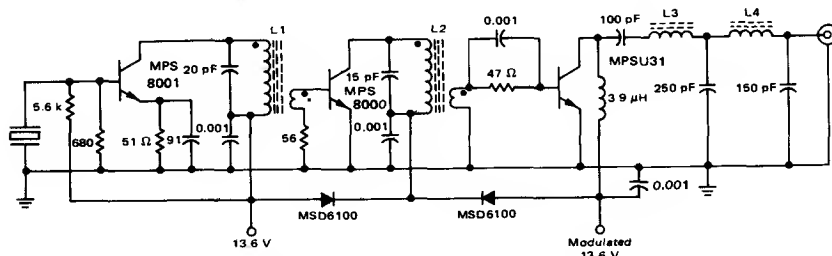 L1
L2
0.001
100 pF
L3
L4
MPS
8001
20 pF
15 pF
MPS
8000
47 Ω
MPSU31
5.6 k
680
51 Ω
91
0.001
56
0.001
3 9 μH
250 pF
150 pF
0.001
MSD6100
MSD6100
13.6 V
Modulated
13.6 V